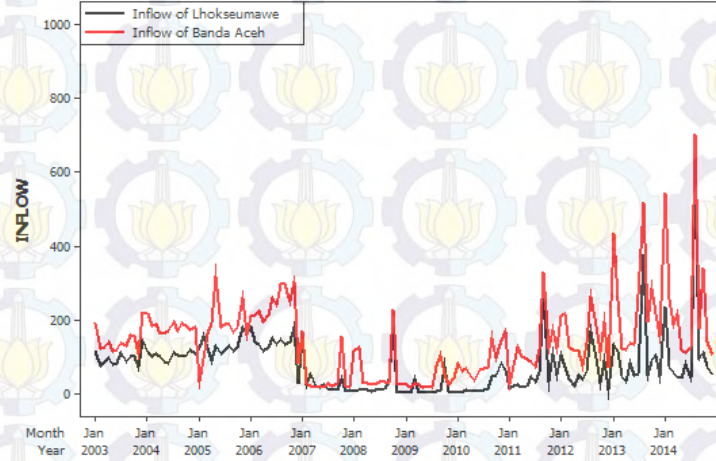 Inflow of Lhokseumawe
Inflow of Banda Aceh
1000
800
600
400
200
0
INFLOW
Month Jan Jan Jan Jan Jan Jan Jan Jan Jan Jan Jan Jan
Year 2003 2004 2005 2006 2007 2008 2009 2010 2011 2012 2013 2014